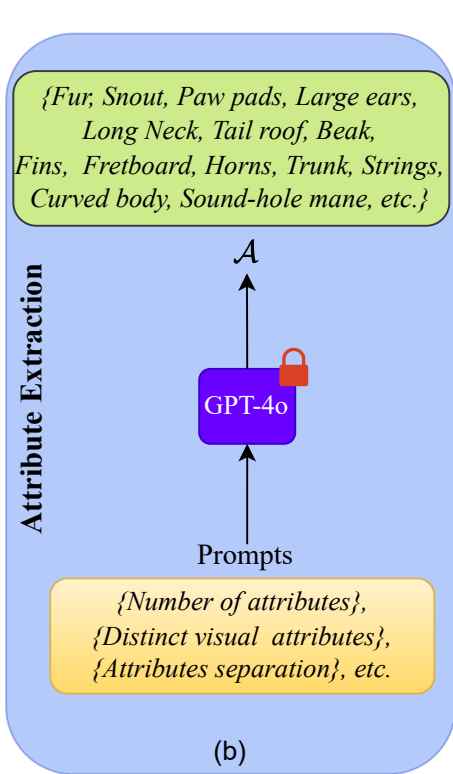 {Fur, Snout, Paw pads, Large ears,
Long Neck, Tail roof, Beak,
Fins, Fretboard, Horns, Trunk, Strings,
Curved body, Sound-hole mane, etc.}
𝒜
Attribute Extraction
GPT-4o
Prompts
{Number of attributes},
{Distinct visual attributes},
{Attributes separation}, etc.
(b)